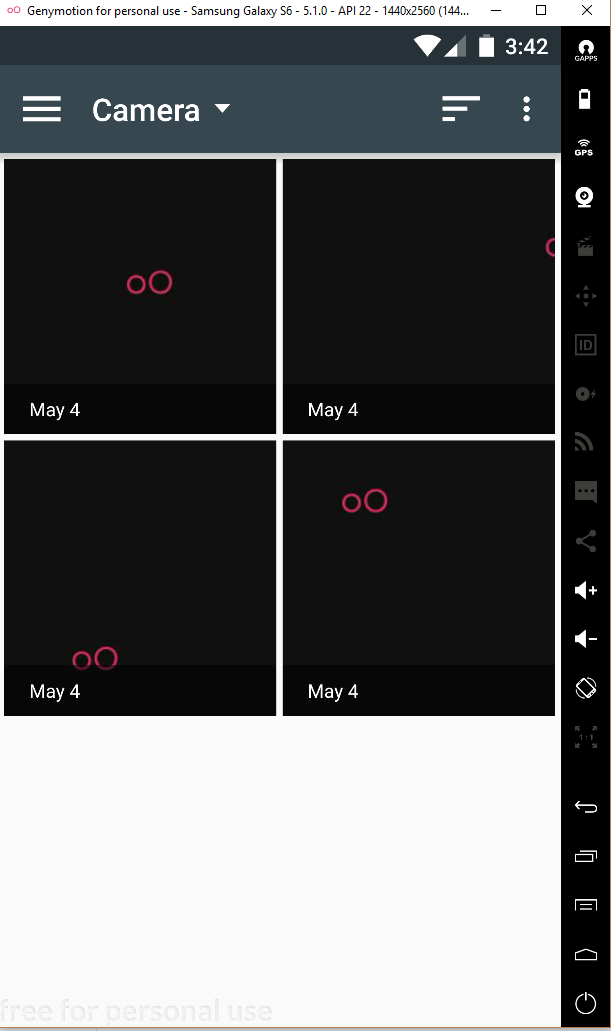 Genymotion for personal use - Samsung Galaxy S6 - 5.1.0 - API 22 - 1440x2560 (144...
3:42
GAPPS
Camera
GPS
ID
May 4
May 4
May 4
May 4
1:1
free for personal use